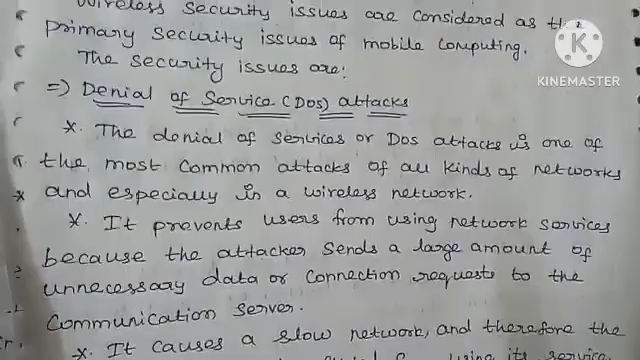 Wireless security issues are considered as the
primary security issues of mobile computing.
The security issues are:
=) Denial of Service (DoS) attacks
*. The denial of services or Dos attacks is one of
the most common attacks of all kinds of networks
and especially in a wireless network.
*. It prevents users from using network services
because the attacker sends a large amount of
unnecessary data or connection requests to the
communication server.
*. It causes a slow network, and therefore the
using its service.
KINEMASTER